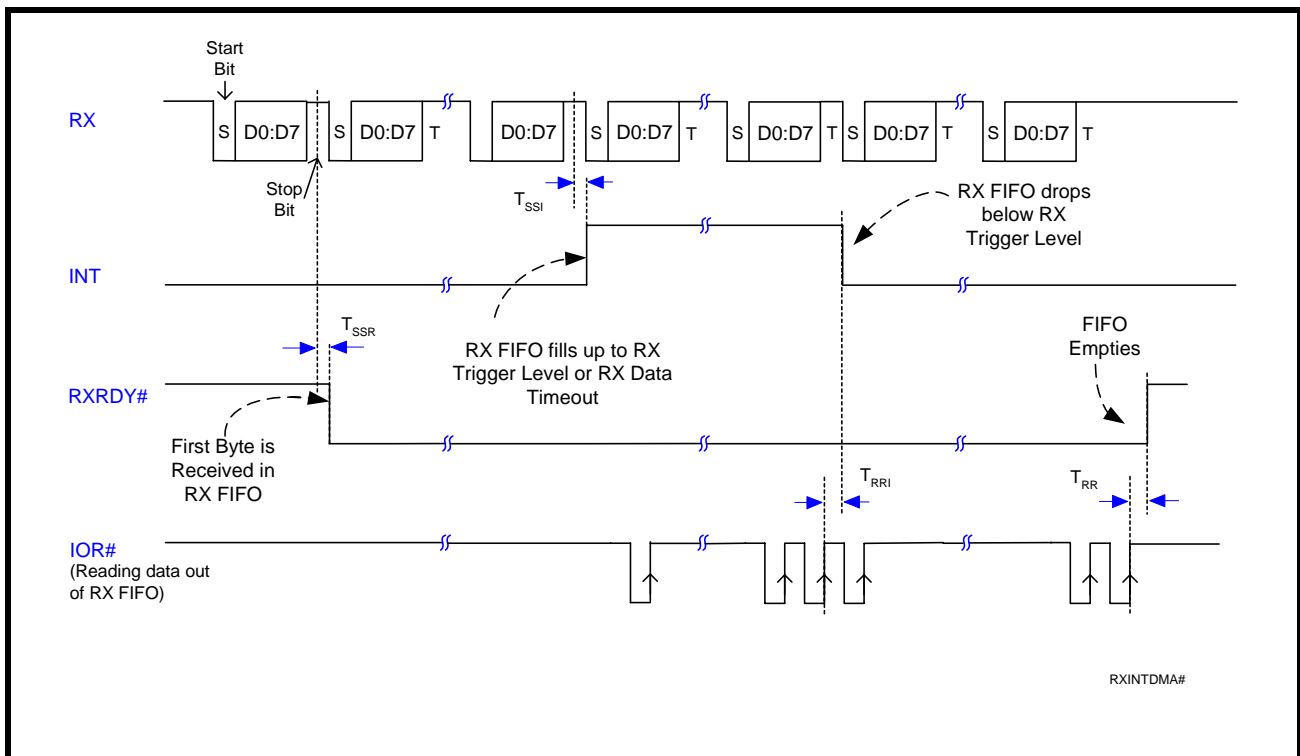 Start
Bit
RX
S
D0:D7
S
D0:D7
T
D0:D7
S
D0:D7
T
S
D0:D7
T
S
D0:D7
T
S
D0:D7
T
Stop
Bit
TSSI
RX FIFO drops
below RX
Trigger Level
INT
TSSR
RX FIFO fills up to RX
Trigger Level or RX Data
Timeout
FIFO
Empties
RXRDY#
First Byte is
Received in
RX FIFO
TRRI
TRR
IOR#
(Reading data out
of RX FIFO)
RXINTDMA#